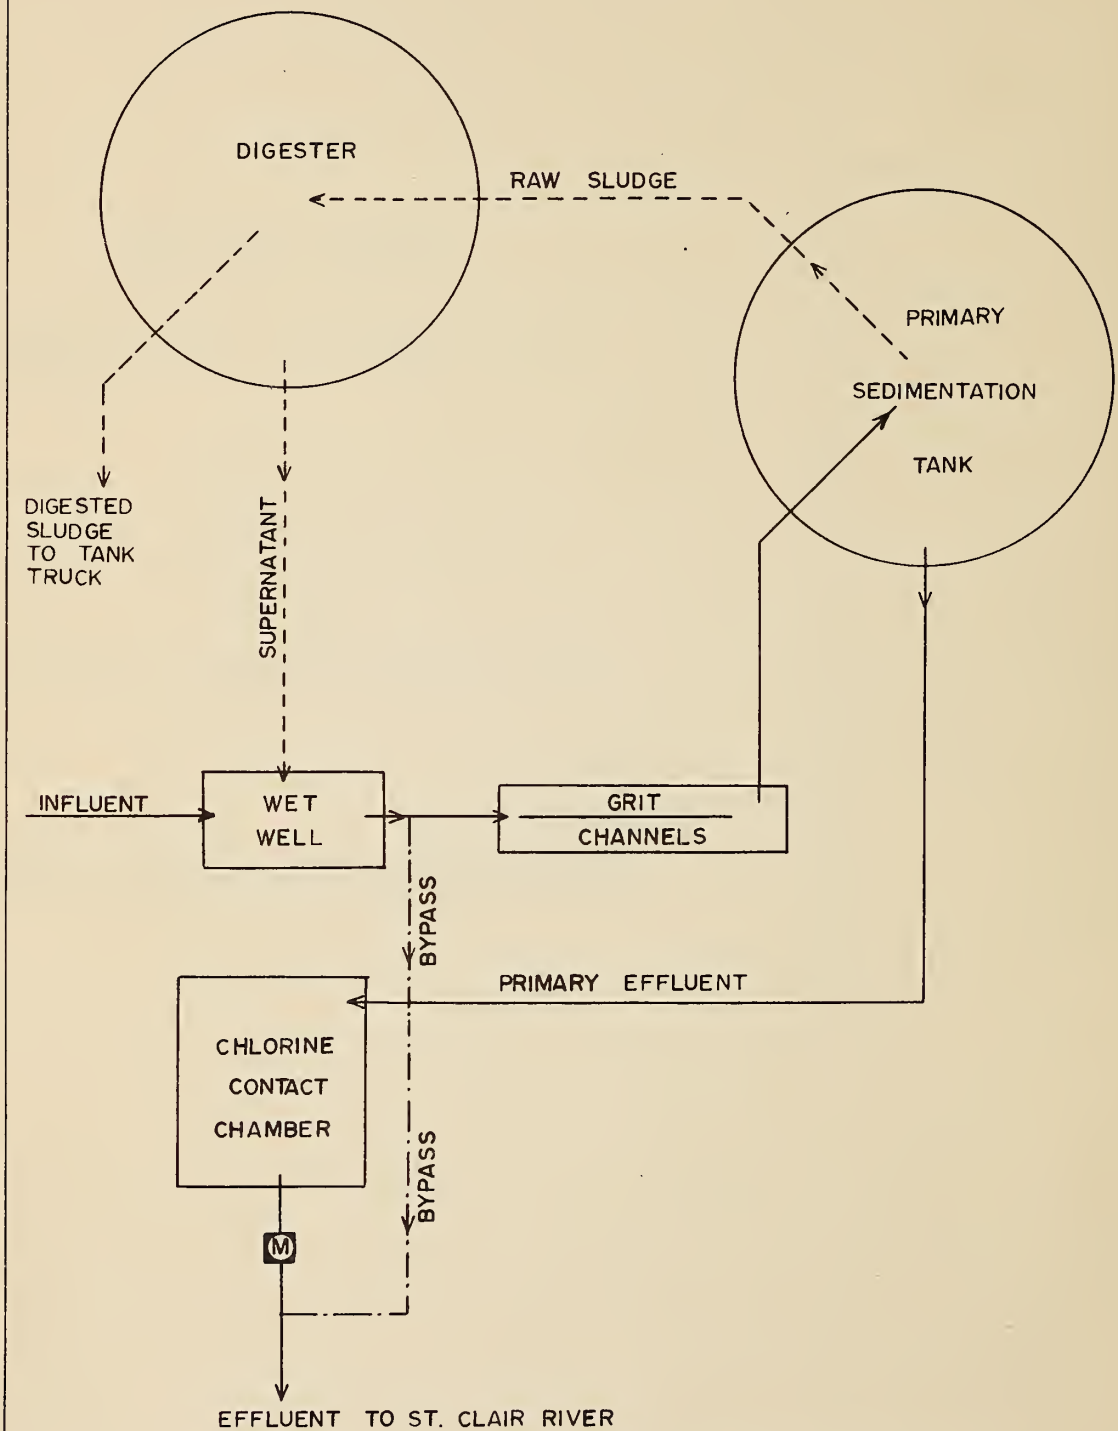 DIGESTER
RAW SLUDGE
PRIMARY
SEDIMENTATION
TANK
DIGESTED
SLUDGE
TO TANK
TRUCK
SUPERNATANT
INFLUENT
WET
WELL
GRIT
CHANNELS
BYPASS
PRIMARY EFFLUENT
CHLORINE
CONTACT
CHAMBER
BYPASS
M
EFFLUENT TO ST. CLAIR RIVER